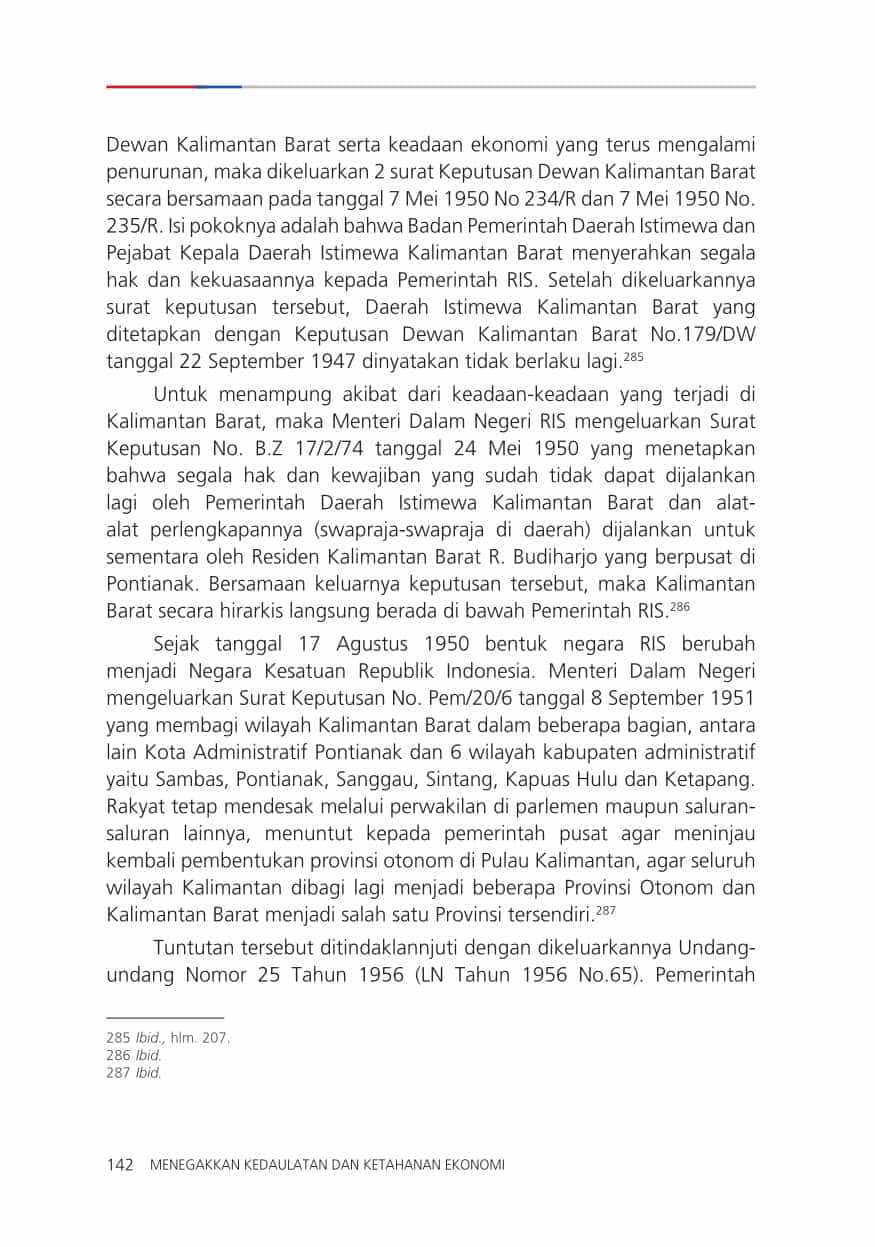 Dewan Kalimantan Barat serta keadaan ekonomi yang terus mengalami
penurunan, maka dikeluarkan 2 surat Keputusan Dewan Kalimantan Barat
secara bersamaan pada tanggal 7 Mei 1950 No 234/R dan 7 Mei 1950 No.
235/R. Isi pokoknya adalah bahwa Badan Pemerintah Daerah Istimewa dan
Pejabat Kepala Daerah Istimewa Kalimantan Barat menyerahkan segala
hak dan kekuasaannya kepada Pemerintah RIS. Setelah dikeluarkannya
surat keputusan tersebut, Daerah Istimewa Kalimantan Barat yang
ditetapkan dengan Keputusan Dewan Kalimantan Barat No.179/DW
tanggal 22 September 1947 dinyatakan tidak berlaku lagi.285
Untuk menampung akibat dari keadaan-keadaan yang terjadi di
Kalimantan Barat, maka Menteri Dalam Negeri RIS mengeluarkan Surat
Keputusan No. B.Z 17/2/74 tanggal 24 Mei 1950 yang menetapkan
bahwa segala hak dan kewajiban yang sudah tidak dapat dijalankan
lagi oleh Pemerintah Daerah Istimewa Kalimantan Barat dan alat-
alat perlengkapannya (swapraja-swapraja di daerah) dijalankan untuk
sementara oleh Residen Kalimantan Barat R. Budiharjo yang berpusat di
Pontianak. Bersamaan keluarnya keputusan tersebut, maka Kalimantan
Barat secara hirarkis langsung berada di bawah Pemerintah RIS.286
Sejak tanggal 17 Agustus 1950 bentuk negara RIS berubah
menjadi Negara Kesatuan Republik Indonesia. Menteri Dalam Negeri
mengeluarkan Surat Keputusan No. Pem/20/6 tanggal 8 September 1951
yang membagi wilayah Kalimantan Barat dalam beberapa bagian, antara
lain Kota Administratif Pontianak dan 6 wilayah kabupaten administratif
yaitu Sambas, Pontianak, Sanggau, Sintang, Kapuas Hulu dan Ketapang.
Rakyat tetap mendesak melalui perwakilan di parlemen maupun saluran-
saluran lainnya, menuntut kepada pemerintah pusat agar meninjau
kembali pembentukan provinsi otonom di Pulau Kalimantan, agar seluruh
wilayah Kalimantan dibagi lagi menjadi beberapa Provinsi Otonom dan
Kalimantan Barat menjadi salah satu Provinsi tersendiri.287
Tuntutan tersebut ditindaklannjuti dengan dikeluarkannya Undang-
undang Nomor 25 Tahun 1956 (LN Tahun 1956 No.65). Pemerintah
285 Ibid., hlm. 207.
286 Ibid.
287 Ibid.
142 MENEGAKKAN KEDAULATAN DAN KETAHANAN EKONOMI